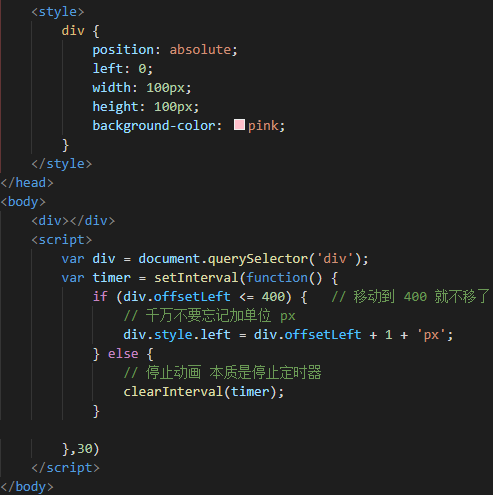 <style>
div {
position: absolute;
left: 0;
width: 100px;
height: 100px;
background-color: pink;
}
</style>
</head>
<body>
<div></div>
<script>
var div = document.querySelector('div');
var timer = setInterval(function() {
if (div.offsetLeft <= 400) { // 移动到 400 就不移了
// 千万不要忘记加单位 px
div.style.left = div.offsetLeft + 1 + 'px';
} else {
// 停止动画 本质是停止定时器
clearInterval(timer);
}
},30)
</script>
</body>